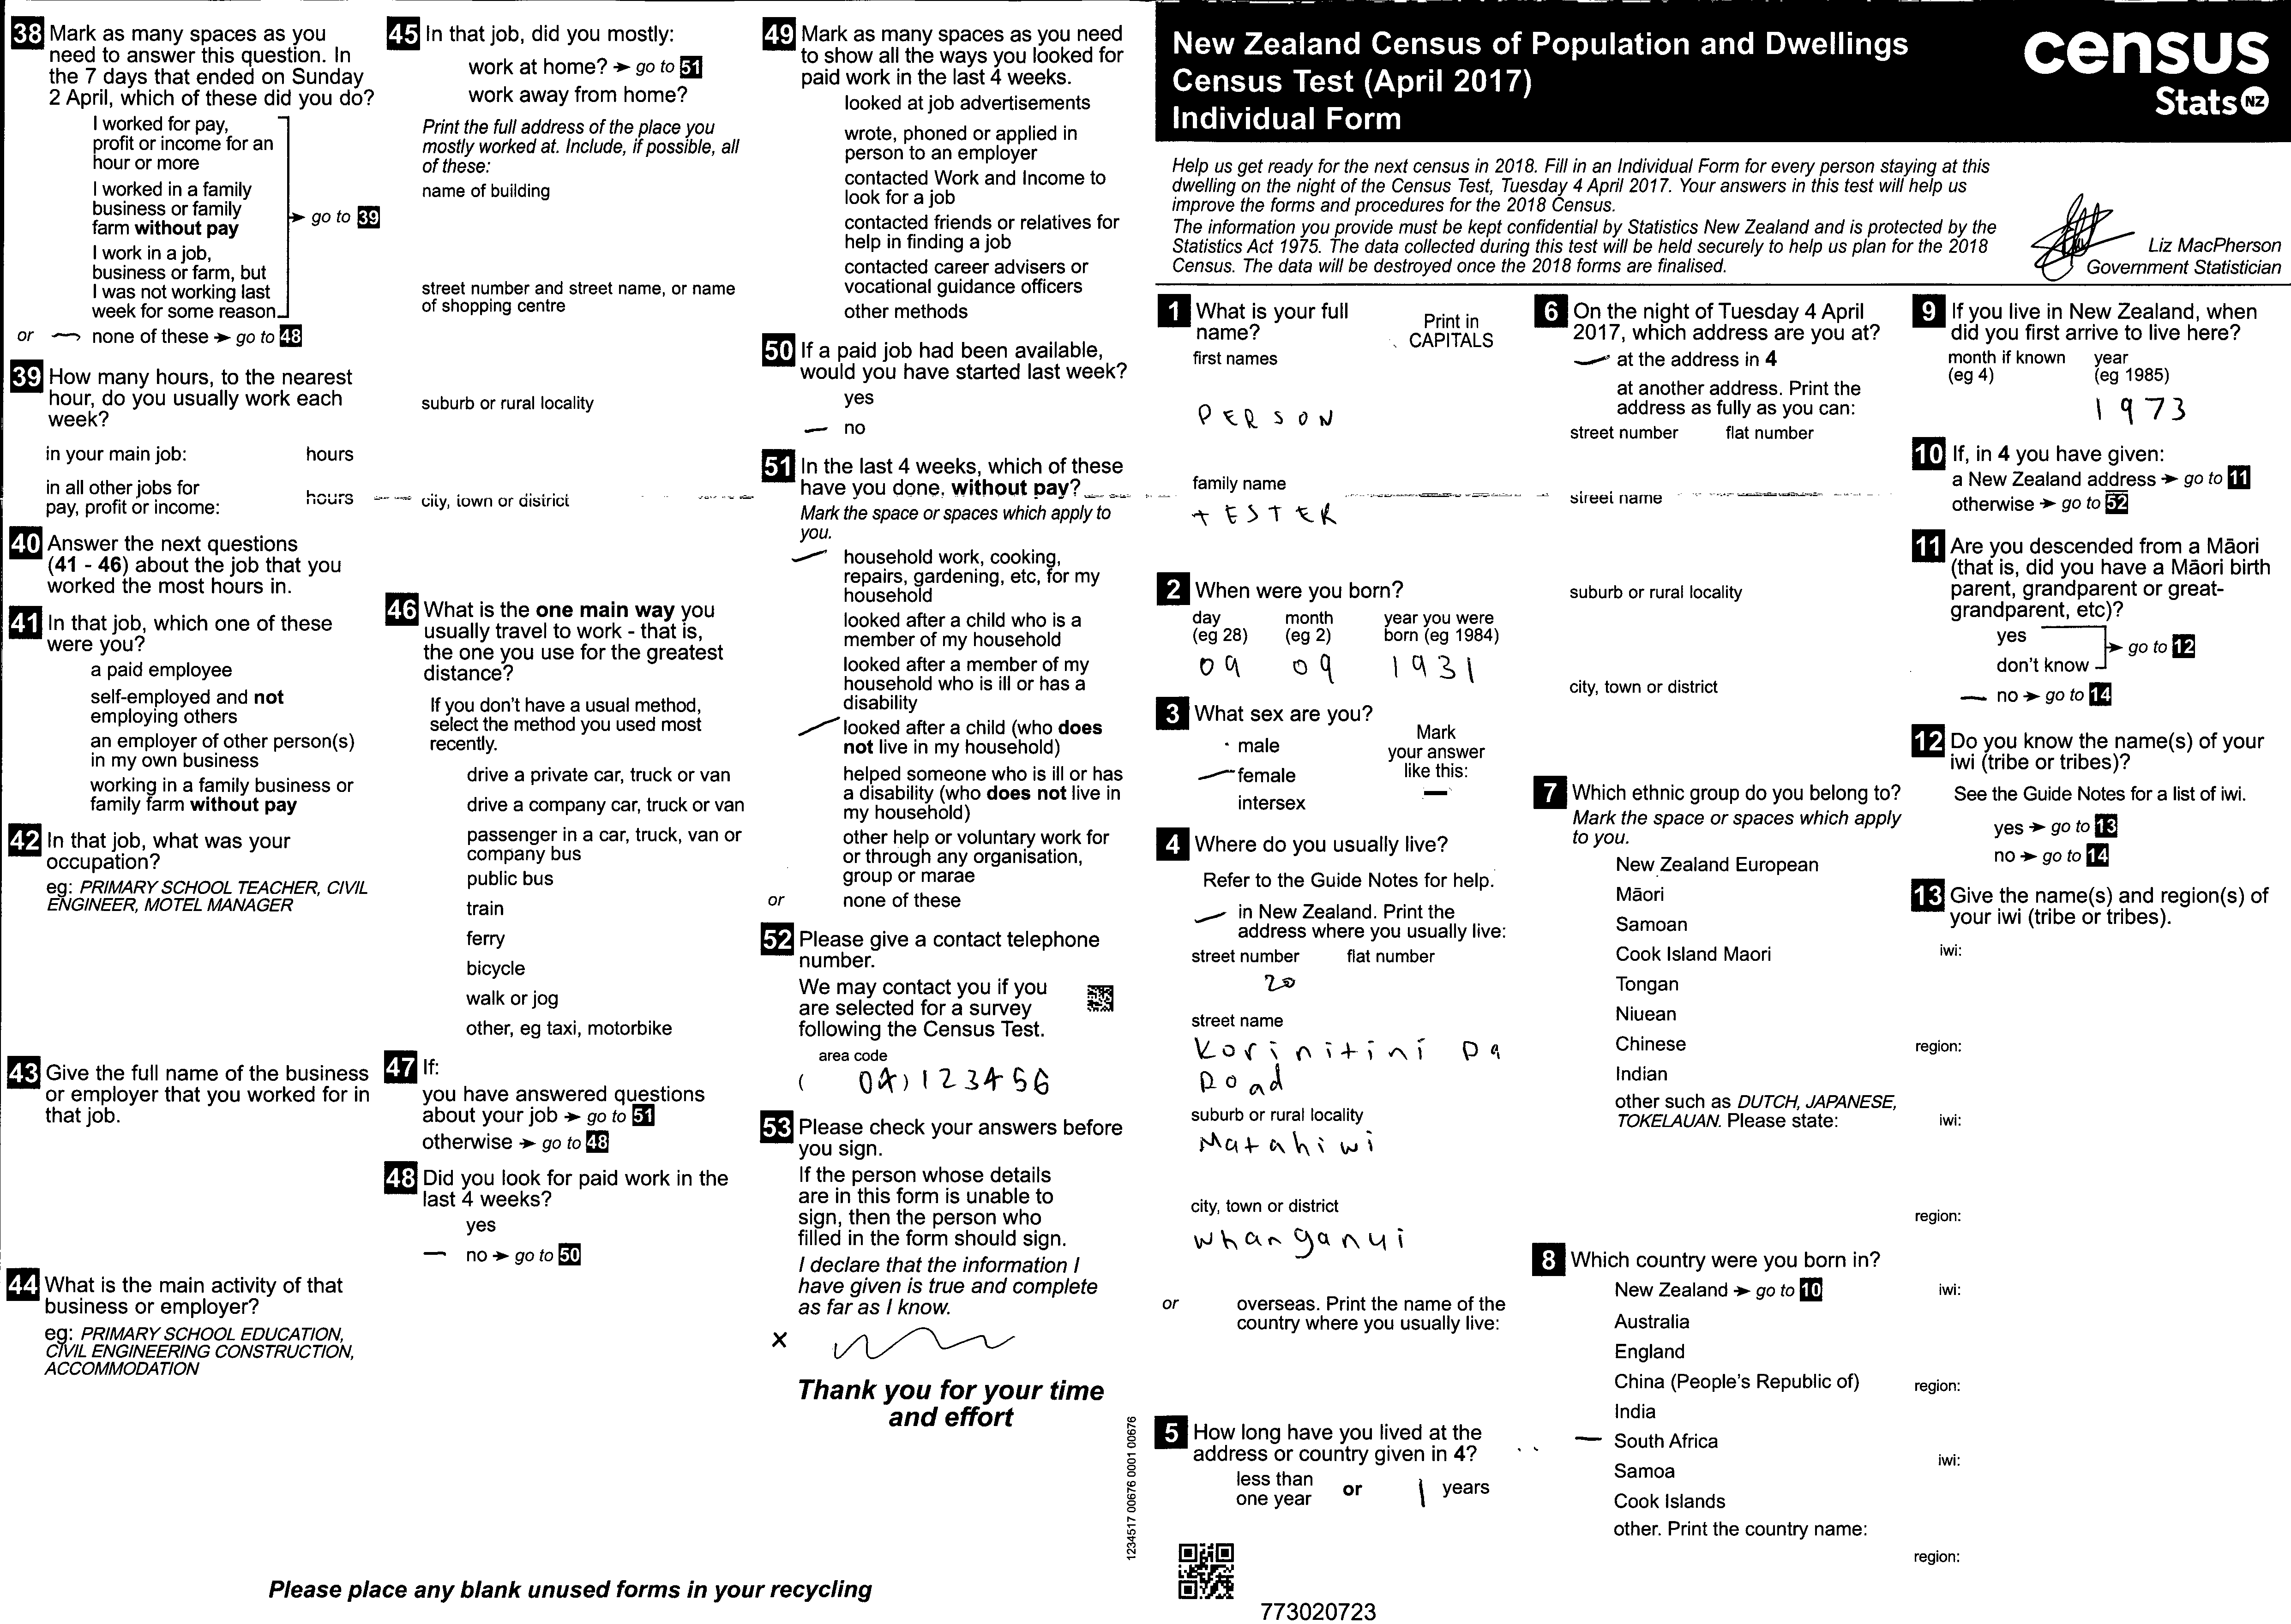 38 Mark as many spaces as you
need to answer this question. In
the 7 days that ended on Sunday
2 April, which of these did you do?
I worked for pay,
profit or income for an
hour or more
I worked in a family
business or family
farm without pay
→ go to 39
I work in a job,
business or farm, but
I was not working last
week for some reason
or none of these → go to 48
39 How many hours, to the nearest
hour, do you usually work each
week?
in your main job: hours
in all other jobs for
pay, profit or income: hours
40 Answer the next questions
(41 - 46) about the job that you
worked the most hours in.
41 In that job, which one of these
were you?
a paid employee
self-employed and not
employing others
an employer of other person(s)
in my own business
working in a family business or
family farm without pay
42 In that job, what was your
occupation?
eg: PRIMARY SCHOOL TEACHER, CIVIL
ENGINEER, MOTEL MANAGER
43 Give the full name of the business
or employer that you worked for in
that job.
44 What is the main activity of that
business or employer?
eg: PRIMARY SCHOOL EDUCATION,
CIVIL ENGINEERING CONSTRUCTION,
ACCOMMODATION
45 In that job, did you mostly:
work at home? → go to 51
work away from home?
Print the full address of the place you
mostly worked at. Include, if possible, all
of these:
name of building
street number and street name, or name
of shopping centre
suburb or rural locality
city, town or district
46 What is the one main way you
usually travel to work - that is,
the one you use for the greatest
distance?
If you don't have a usual method,
select the method you used most
recently.
drive a private car, truck or van
drive a company car, truck or van
passenger in a car, truck, van or
company bus
public bus
train
ferry
bicycle
walk or jog
other, eg taxi, motorbike
47 If:
you have answered questions
about your job → go to 51
otherwise → go to 48
48 Did you look for paid work in the
last 4 weeks?
yes
no → go to 50
49 Mark as many spaces as you need
to show all the ways you looked for
paid work in the last 4 weeks.
looked at job advertisements
wrote, phoned or applied in
person to an employer
contacted Work and Income to
look for a job
contacted friends or relatives for
help in finding a job
contacted career advisers or
vocational guidance officers
other methods
50 If a paid job had been available,
would you have started last week?
yes
no
51 In the last 4 weeks, which of these
have you done, without pay?
Mark the space or spaces which apply to
you.
household work, cooking,
repairs, gardening, etc, for my
household
looked after a child who is a
member of my household
looked after a member of my
household who is ill or has a
disability
looked after a child (who does
not live in my household)
helped someone who is ill or has
a disability (who does not live in
my household)
other help or voluntary work for
or through any organisation,
group or marae
or none of these
52 Please give a contact telephone
number.
We may contact you if you
are selected for a survey
following the Census Test.
area code
( 04) 123456
53 Please check your answers before
you sign.
If the person whose details
are in this form is unable to
sign, then the person who
filled in the form should sign.
I declare that the information I
have given is true and complete
as far as I know.
X
Thank you for your time
and effort
Please place any blank unused forms in your recycling
1234517 00676 0001 00676
New Zealand Census of Population and Dwellings
Census Test (April 2017)
Individual Form
census
Stats NZ
Help us get ready for the next census in 2018. Fill in an Individual Form for every person staying at this
dwelling on the night of the Census Test, Tuesday 4 April 2017. Your answers in this test will help us
improve the forms and procedures for the 2018 Census.
The information you provide must be kept confidential by Statistics New Zealand and is protected by the
Statistics Act 1975. The data collected during this test will be held securely to help us plan for the 2018
Census. The data will be destroyed once the 2018 forms are finalised.
Liz MacPherson
Government Statistician
1 What is your full
name?
Print in
CAPITALS
first names
PERSON
family name
TESTER
2 When were you born?
day month year you were
(eg 28) (eg 2) born (eg 1984)
09 09 1931
3 What sex are you?
male
female
intersex
Mark
your answer
like this:
4 Where do you usually live?
Refer to the Guide Notes for help.
in New Zealand. Print the
address where you usually live:
street number flat number
20
street name
Korinitini Pa
Road
suburb or rural locality
Matahiwi
city, town or district
whanganui
or overseas. Print the name of the
country where you usually live:
5 How long have you lived at the
address or country given in 4?
less than
one year or 1 years
773020723
6 On the night of Tuesday 4 April
2017, which address are you at?
at the address in 4
at another address. Print the
address as fully as you can:
street number flat number
street name
suburb or rural locality
city, town or district
7 Which ethnic group do you belong to?
Mark the space or spaces which apply
to you.
New Zealand European
Māori
Samoan
Cook Island Maori
Tongan
Niuean
Chinese
Indian
other such as DUTCH, JAPANESE,
TOKELAUAN. Please state:
8 Which country were you born in?
New Zealand → go to 10
Australia
England
China (People's Republic of)
India
South Africa
Samoa
Cook Islands
other. Print the country name:
9 If you live in New Zealand, when
did you first arrive to live here?
month if known year
(eg 4) (eg 1985)
1973
10 If, in 4 you have given:
a New Zealand address → go to 11
otherwise → go to 52
11 Are you descended from a Māori
(that is, did you have a Māori birth
parent, grandparent or great-
grandparent, etc)?
yes
→ go to 12
don't know
no → go to 14
12 Do you know the name(s) of your
iwi (tribe or tribes)?
See the Guide Notes for a list of iwi.
yes → go to 13
no → go to 14
13 Give the name(s) and region(s) of
your iwi (tribe or tribes).
iwi:
region:
iwi:
region:
iwi:
region:
iwi:
region: